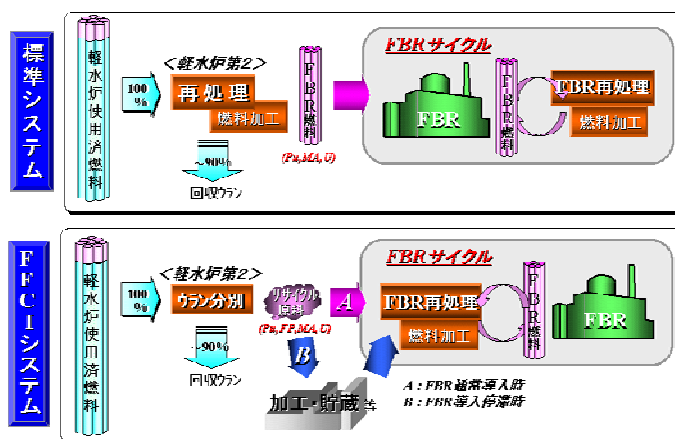 標準システム
軽水炉使用済燃料
100
%
<軽水炉第2>
再処理
燃料加工
~90%
回収ウラン
FBR燃料
(Pu,MA,U)
FBRサイクル
FBR
FBR燃料
FBR再処理
燃料加工
FFCIシステム
軽水炉使用済燃料
100
%
<軽水炉第2>
ウラン分別
~90%
回収ウラン
リサイクル
原料
(Pu,FP,MA,U)
A
B
加工・貯蔵等
FBRサイクル
FBR再処理
燃料加工
FBR燃料
FBR
A:FBR通常導入時
B:FBR導入停滞時